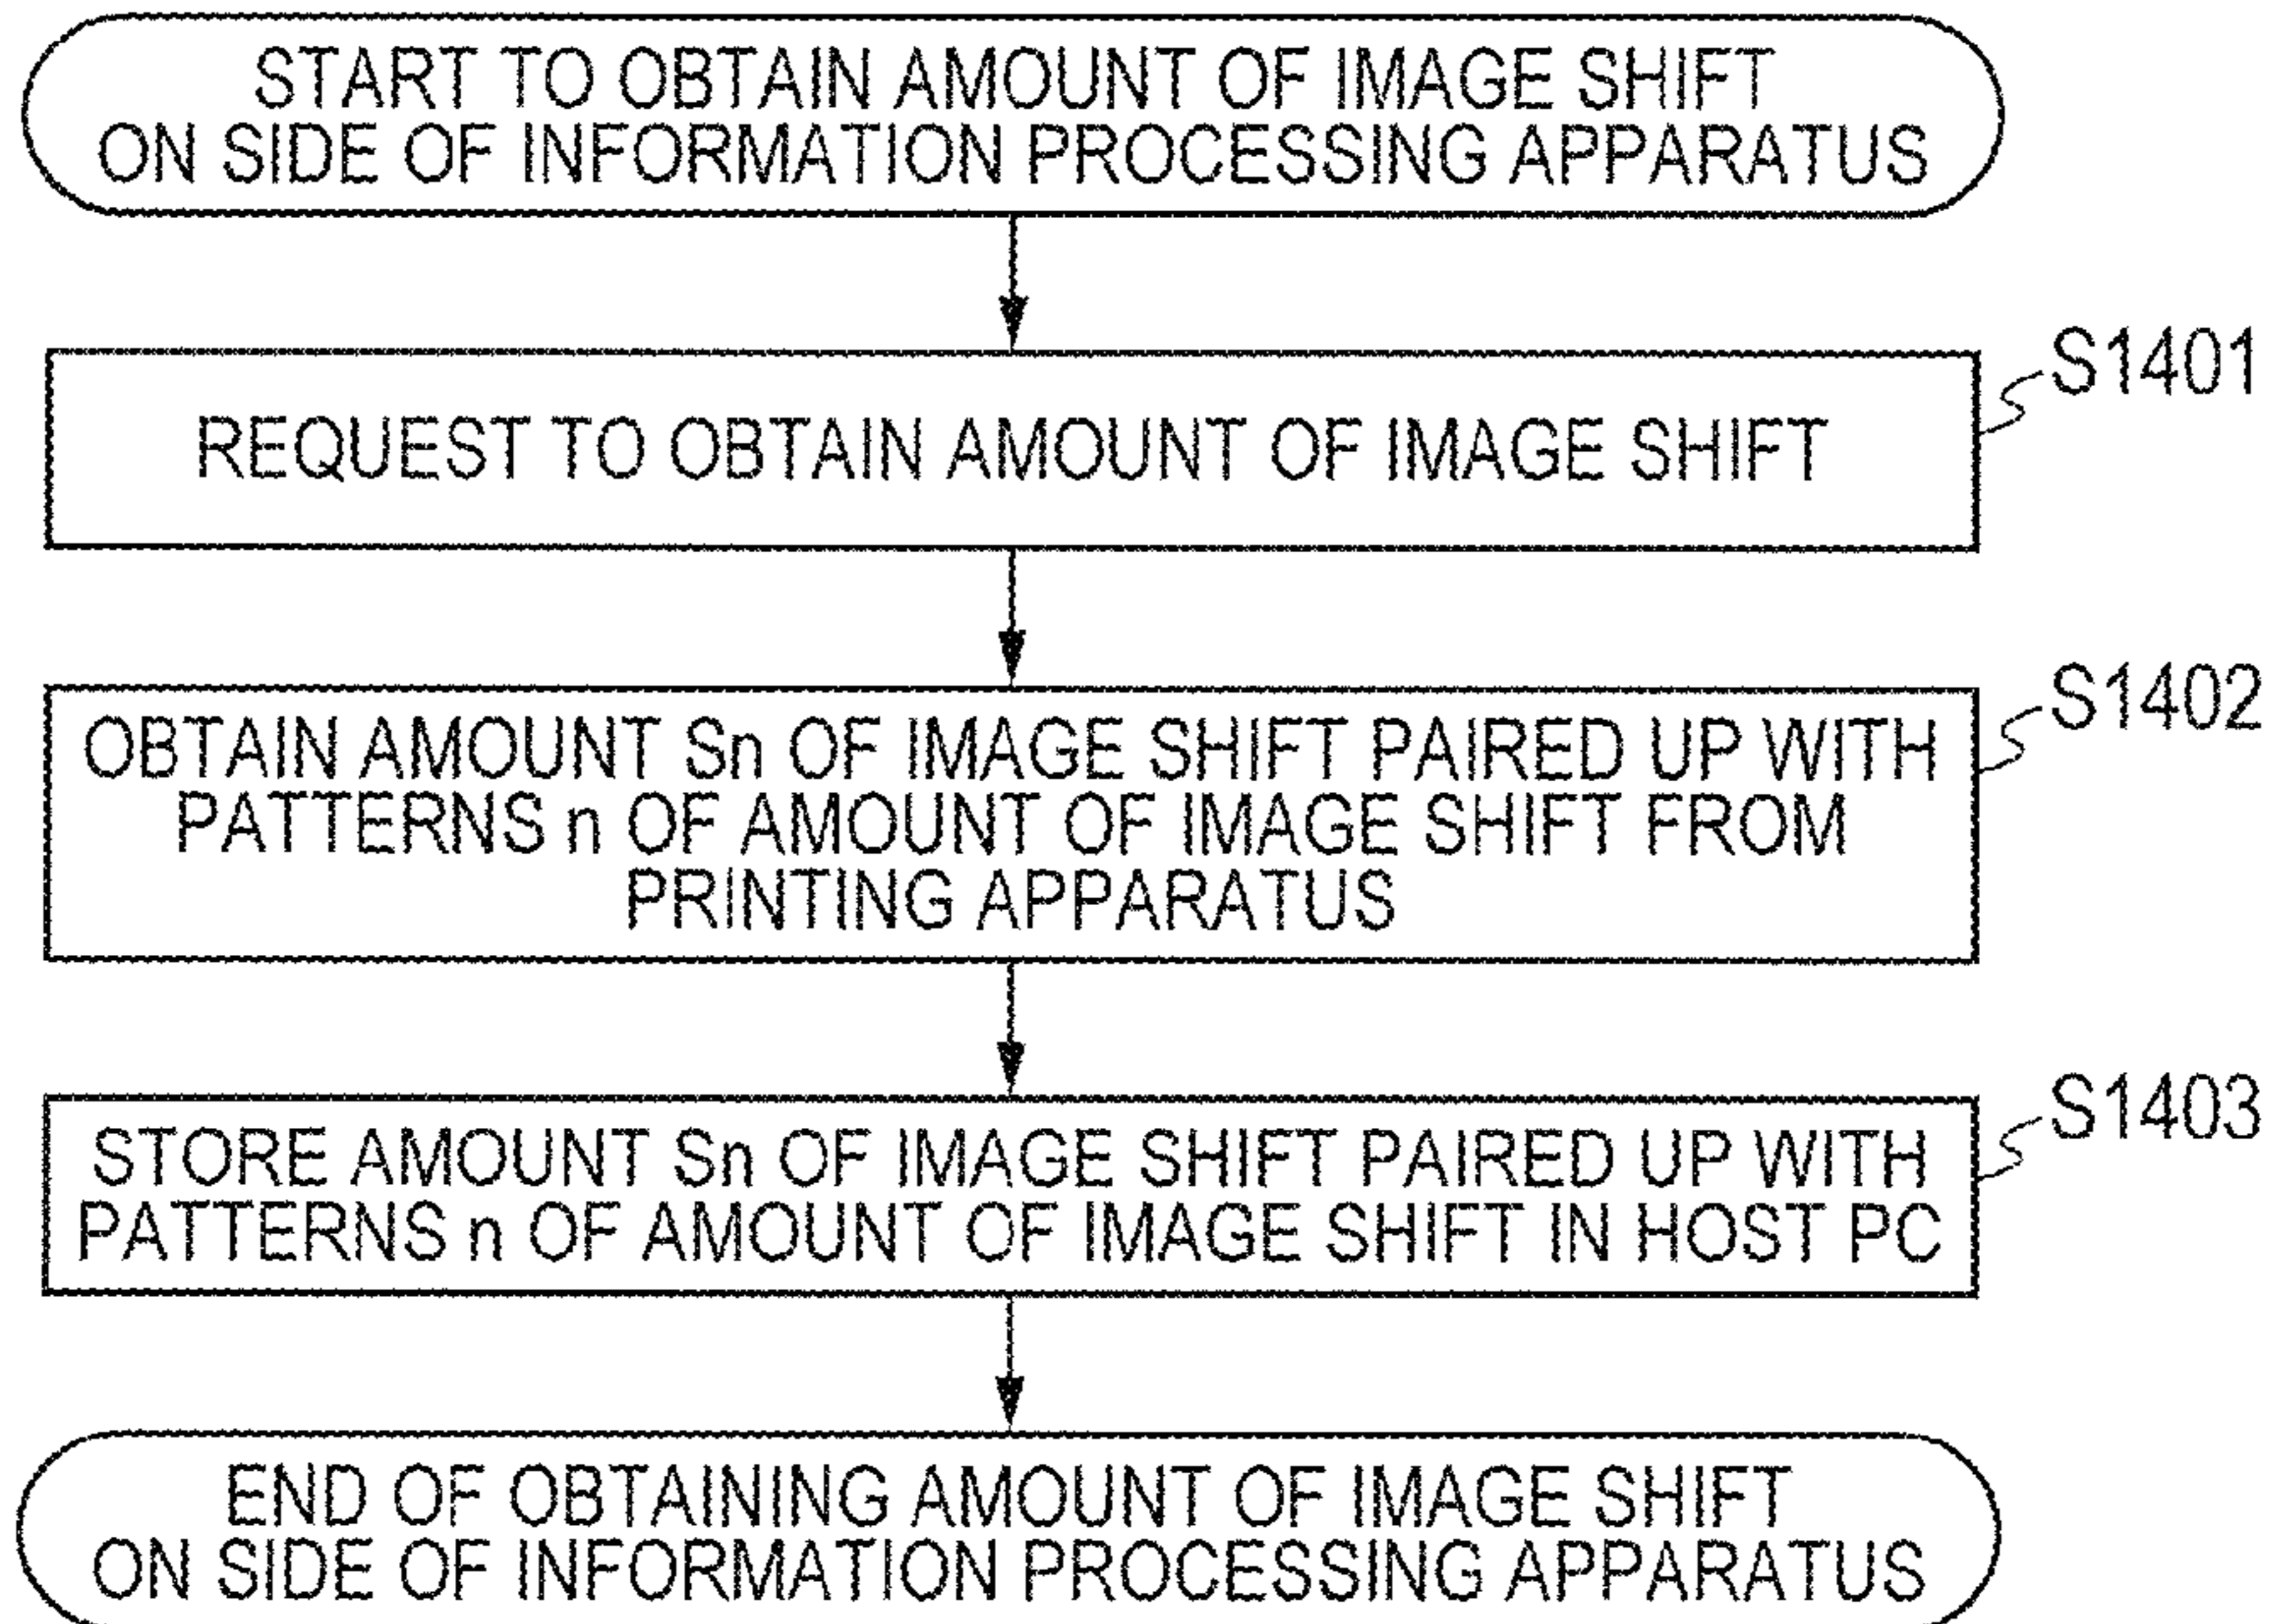 START TO OBTAIN AMOUNT OF IMAGE SHIFT
ON SIDE OF INFORMATION PROCESSING APPARATUS
S1401
REQUEST TO OBTAIN AMOUNT OF IMAGE SHIFT
S1402
OBTAIN AMOUNT Sn OF IMAGE SHIFT PAIRED UP WITH
PATTERNS n OF AMOUNT OF IMAGE SHIFT FROM
PRINTING APPARATUS
S1403
STORE AMOUNT Sn OF IMAGE SHIFT PAIRED UP WITH
PATTERNS n OF AMOUNT OF IMAGE SHIFT IN HOST PC
END OF OBTAINING AMOUNT OF IMAGE SHIFT
ON SIDE OF INFORMATION PROCESSING APPARATUS